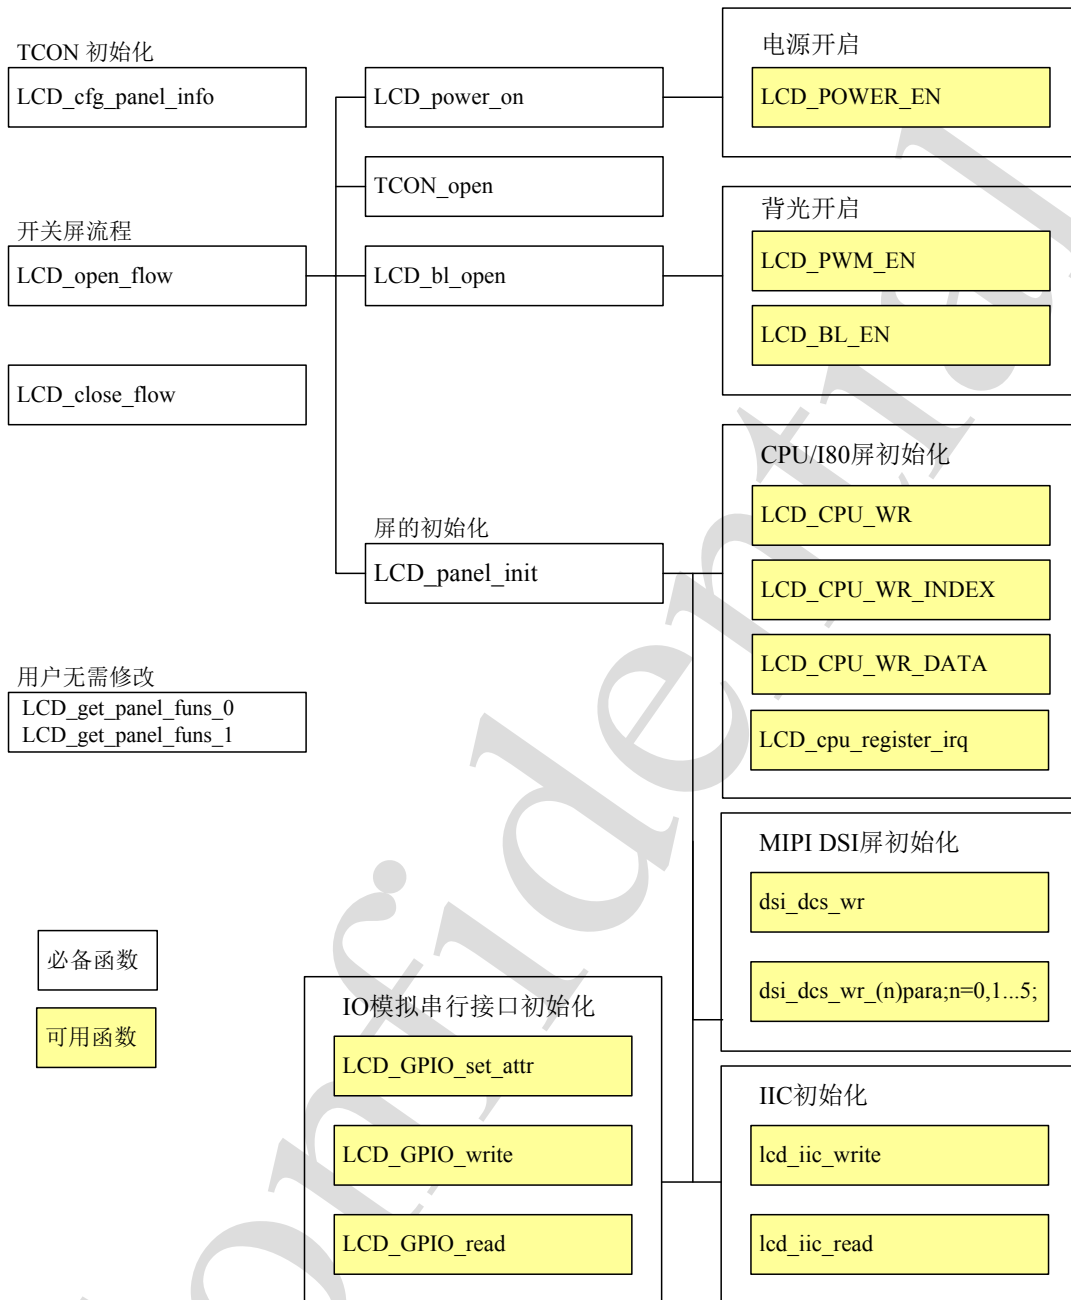 TCON 初始化
LCD_cfg_panel_info
开关屏流程
LCD_open_flow
LCD_close_flow
用户无需修改
LCD_get_panel_funs_0
LCD_get_panel_funs_1
必备函数
可用函数
LCD_power_on
TCON_open
LCD_bl_open
屏的初始化
LCD_panel_init
IO模拟串行接口初始化
LCD_GPIO_set_attr
LCD_GPIO_write
LCD_GPIO_read
电源开启
LCD_POWER_EN
背光开启
LCD_PWM_EN
LCD_BL_EN
CPU/I80屏初始化
LCD_CPU_WR
LCD_CPU_WR_INDEX
LCD_CPU_WR_DATA
LCD_cpu_register_irq
MIPI DSI屏初始化
dsi_dcs_wr
dsi_dcs_wr_(n)para;n=0,1...5;
IIC初始化
lcd_iic_write
lcd_iic_read
onfidential